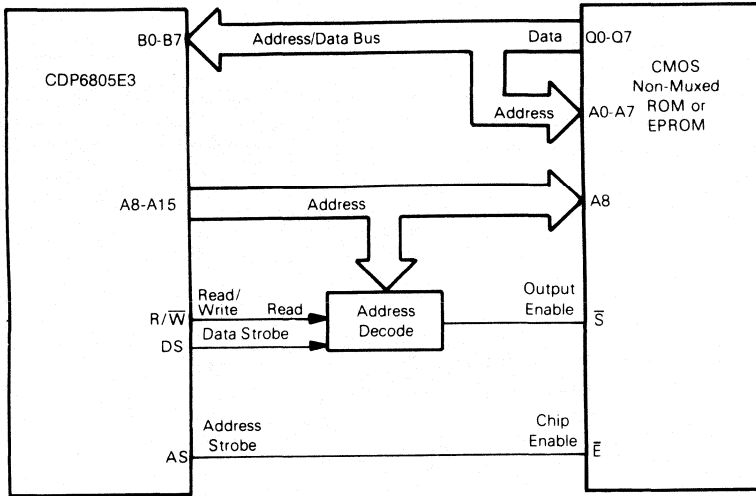 B0-B7
Address/Data Bus
Data
Q0-Q7
CDP6805E3
CMOS
Non-Muxed
ROM or
EPROM
Address
A0-A7
A8-A15
Address
A8
Read/
Write
Read
R/W̅
Data Strobe
DS
Address
Decode
Output
Enable
S̅
Address
Strobe
AS
Chip
Enable
E̅